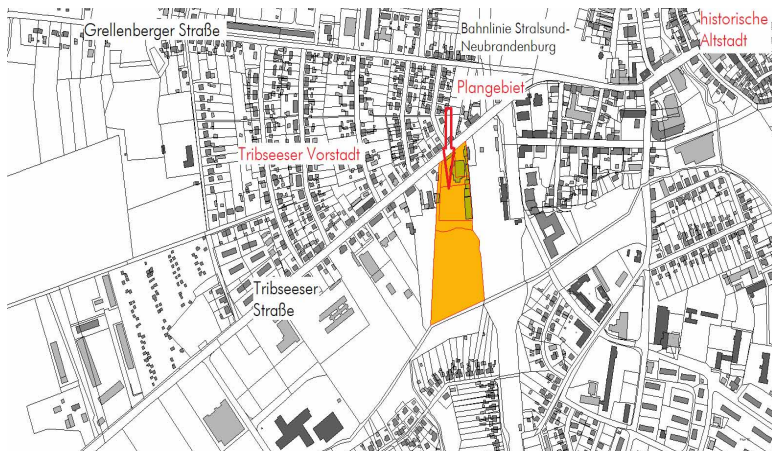 Grellenberger Straße
Bahnlinie Stralsund-
Neubrandenburg
historische
Altstadt
Plangebiet
Tribseeser Vorstadt
Tribseeser
Straße